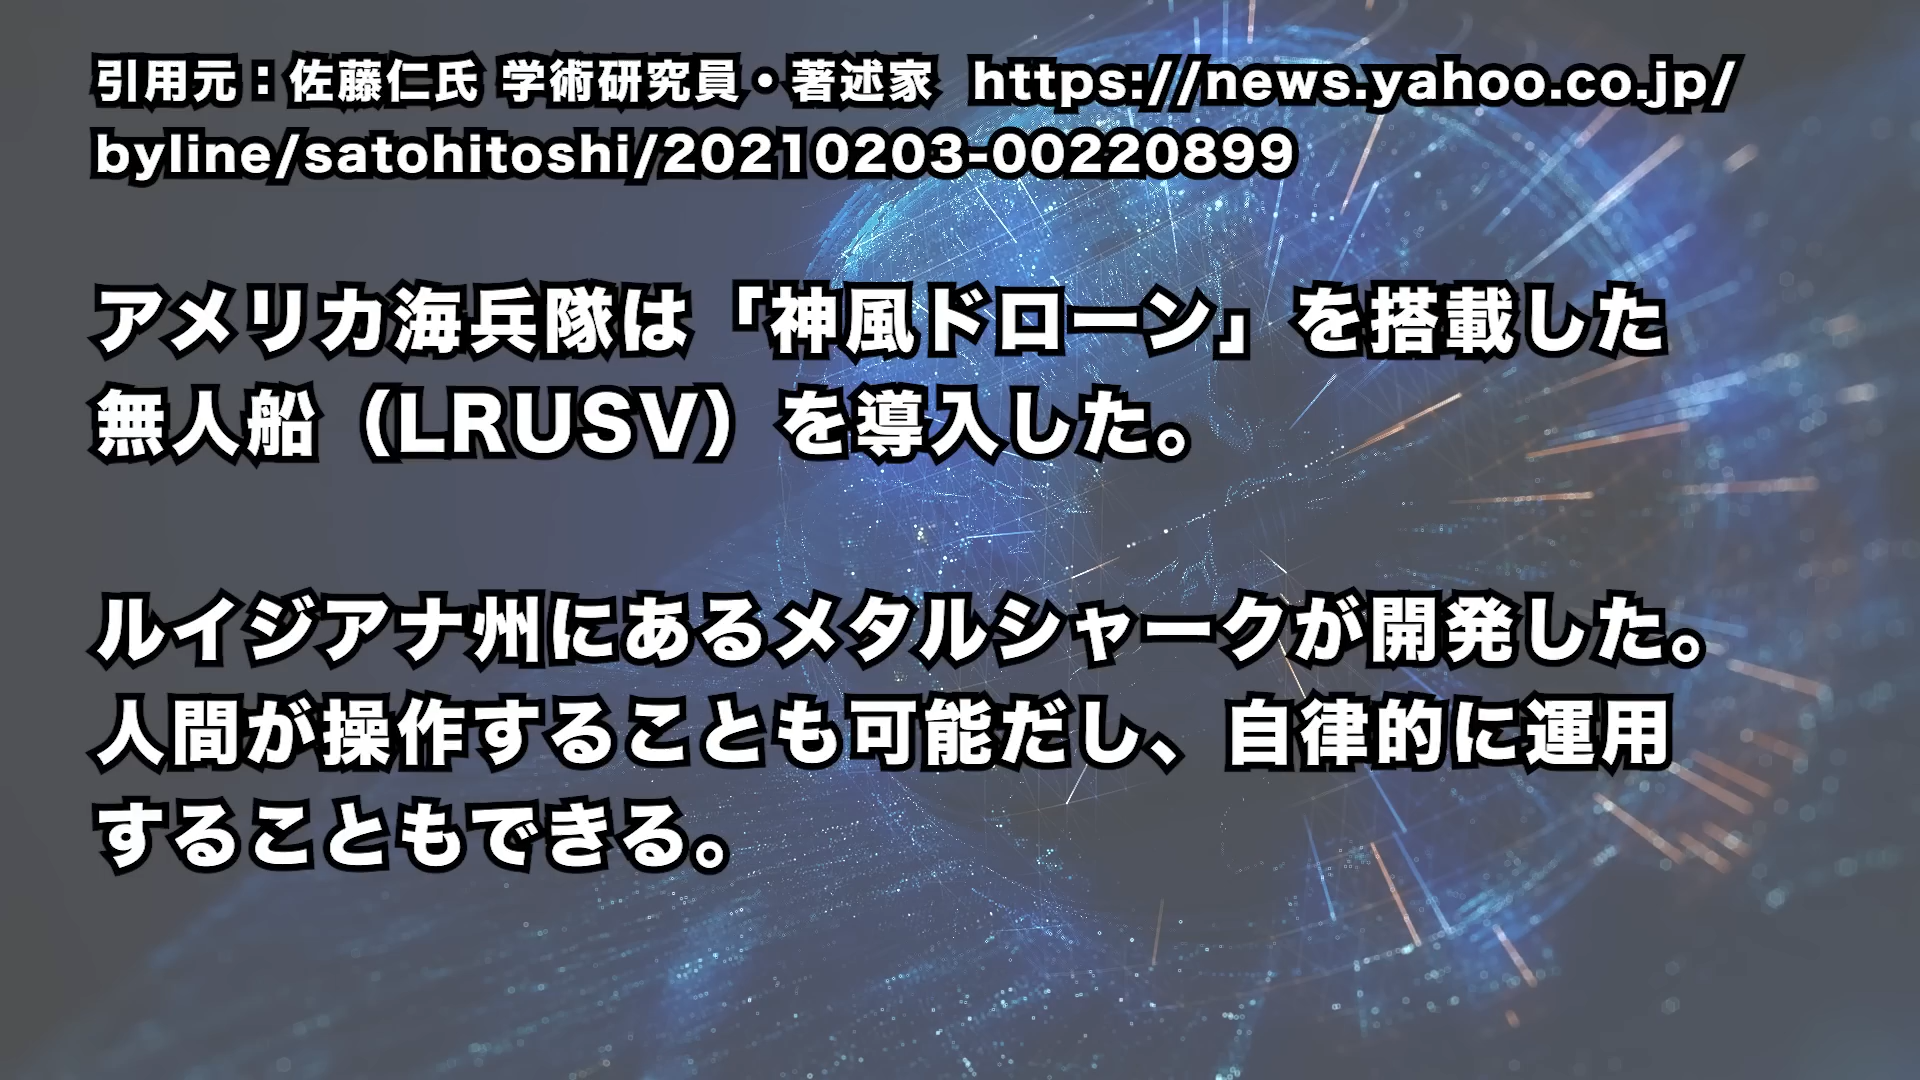 引用元：佐藤仁氏 学術研究員・著述家 https://news.yahoo.co.jp/
byline/satohitoshi/20210203-00220899
アメリカ海兵隊は「神風ドローン」を搭載した
無人船（LRUSV）を導入した。
ルイジアナ州にあるメタルシャークが開発した。
人間が操作することも可能だし、自律的に運用
することもできる。